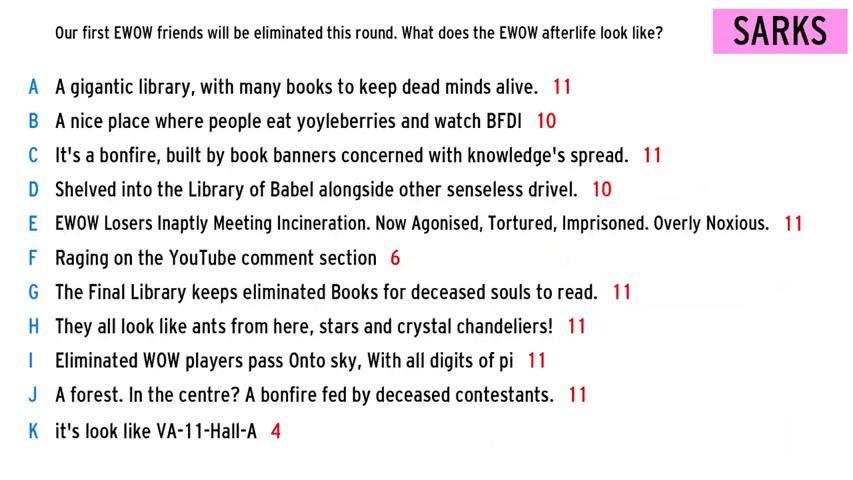 Our first EWOW friends will be eliminated this round. What does the EWOW afterlife look like?
SARKS
A A gigantic library, with many books to keep dead minds alive. 11
B A nice place where people eat yoyleberries and watch BFDI 10
C It's a bonfire, built by book banners concerned with knowledge's spread. 11
D Shelved into the Library of Babel alongside other senseless drivel. 10
E EWOW Losers Inaptly Meeting Incineration. Now Agonised, Tortured, Imprisoned. Overly Noxious. 11
F Raging on the YouTube comment section 6
G The Final Library keeps eliminated Books for deceased souls to read. 11
H They all look like ants from here, stars and crystal chandeliers! 11
I Eliminated WOW players pass Onto sky, With all digits of pi 11
J A forest. In the centre? A bonfire fed by deceased contestants. 11
K it's look like VA-11-Hall-A 4